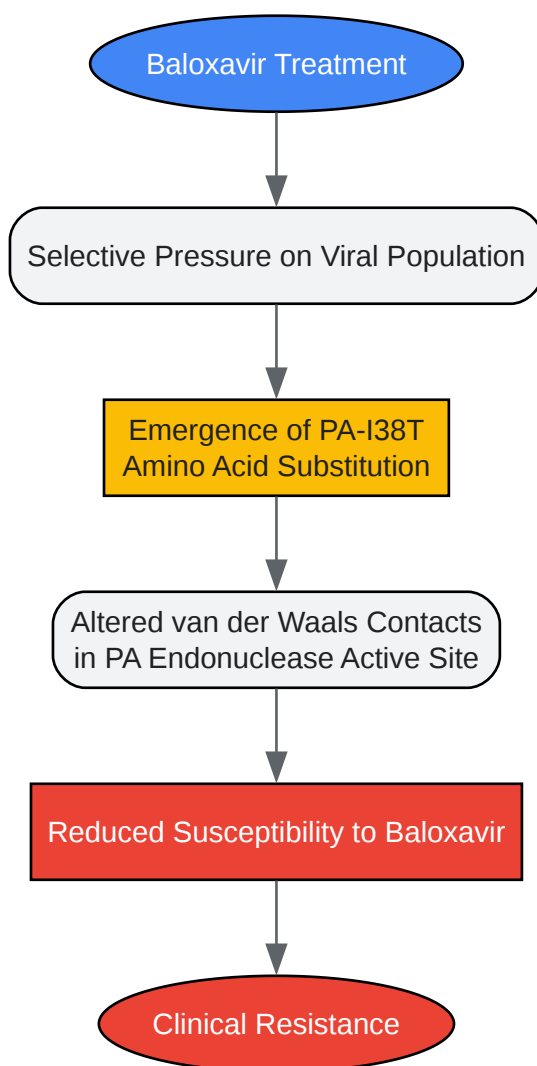 Baloxavir Treatment
Selective Pressure on Viral Population
Emergence of PA-I38T
Amino Acid Substitution
Altered van der Waals Contacts
in PA Endonuclease Active Site
Reduced Susceptibility to Baloxavir
Clinical Resistance